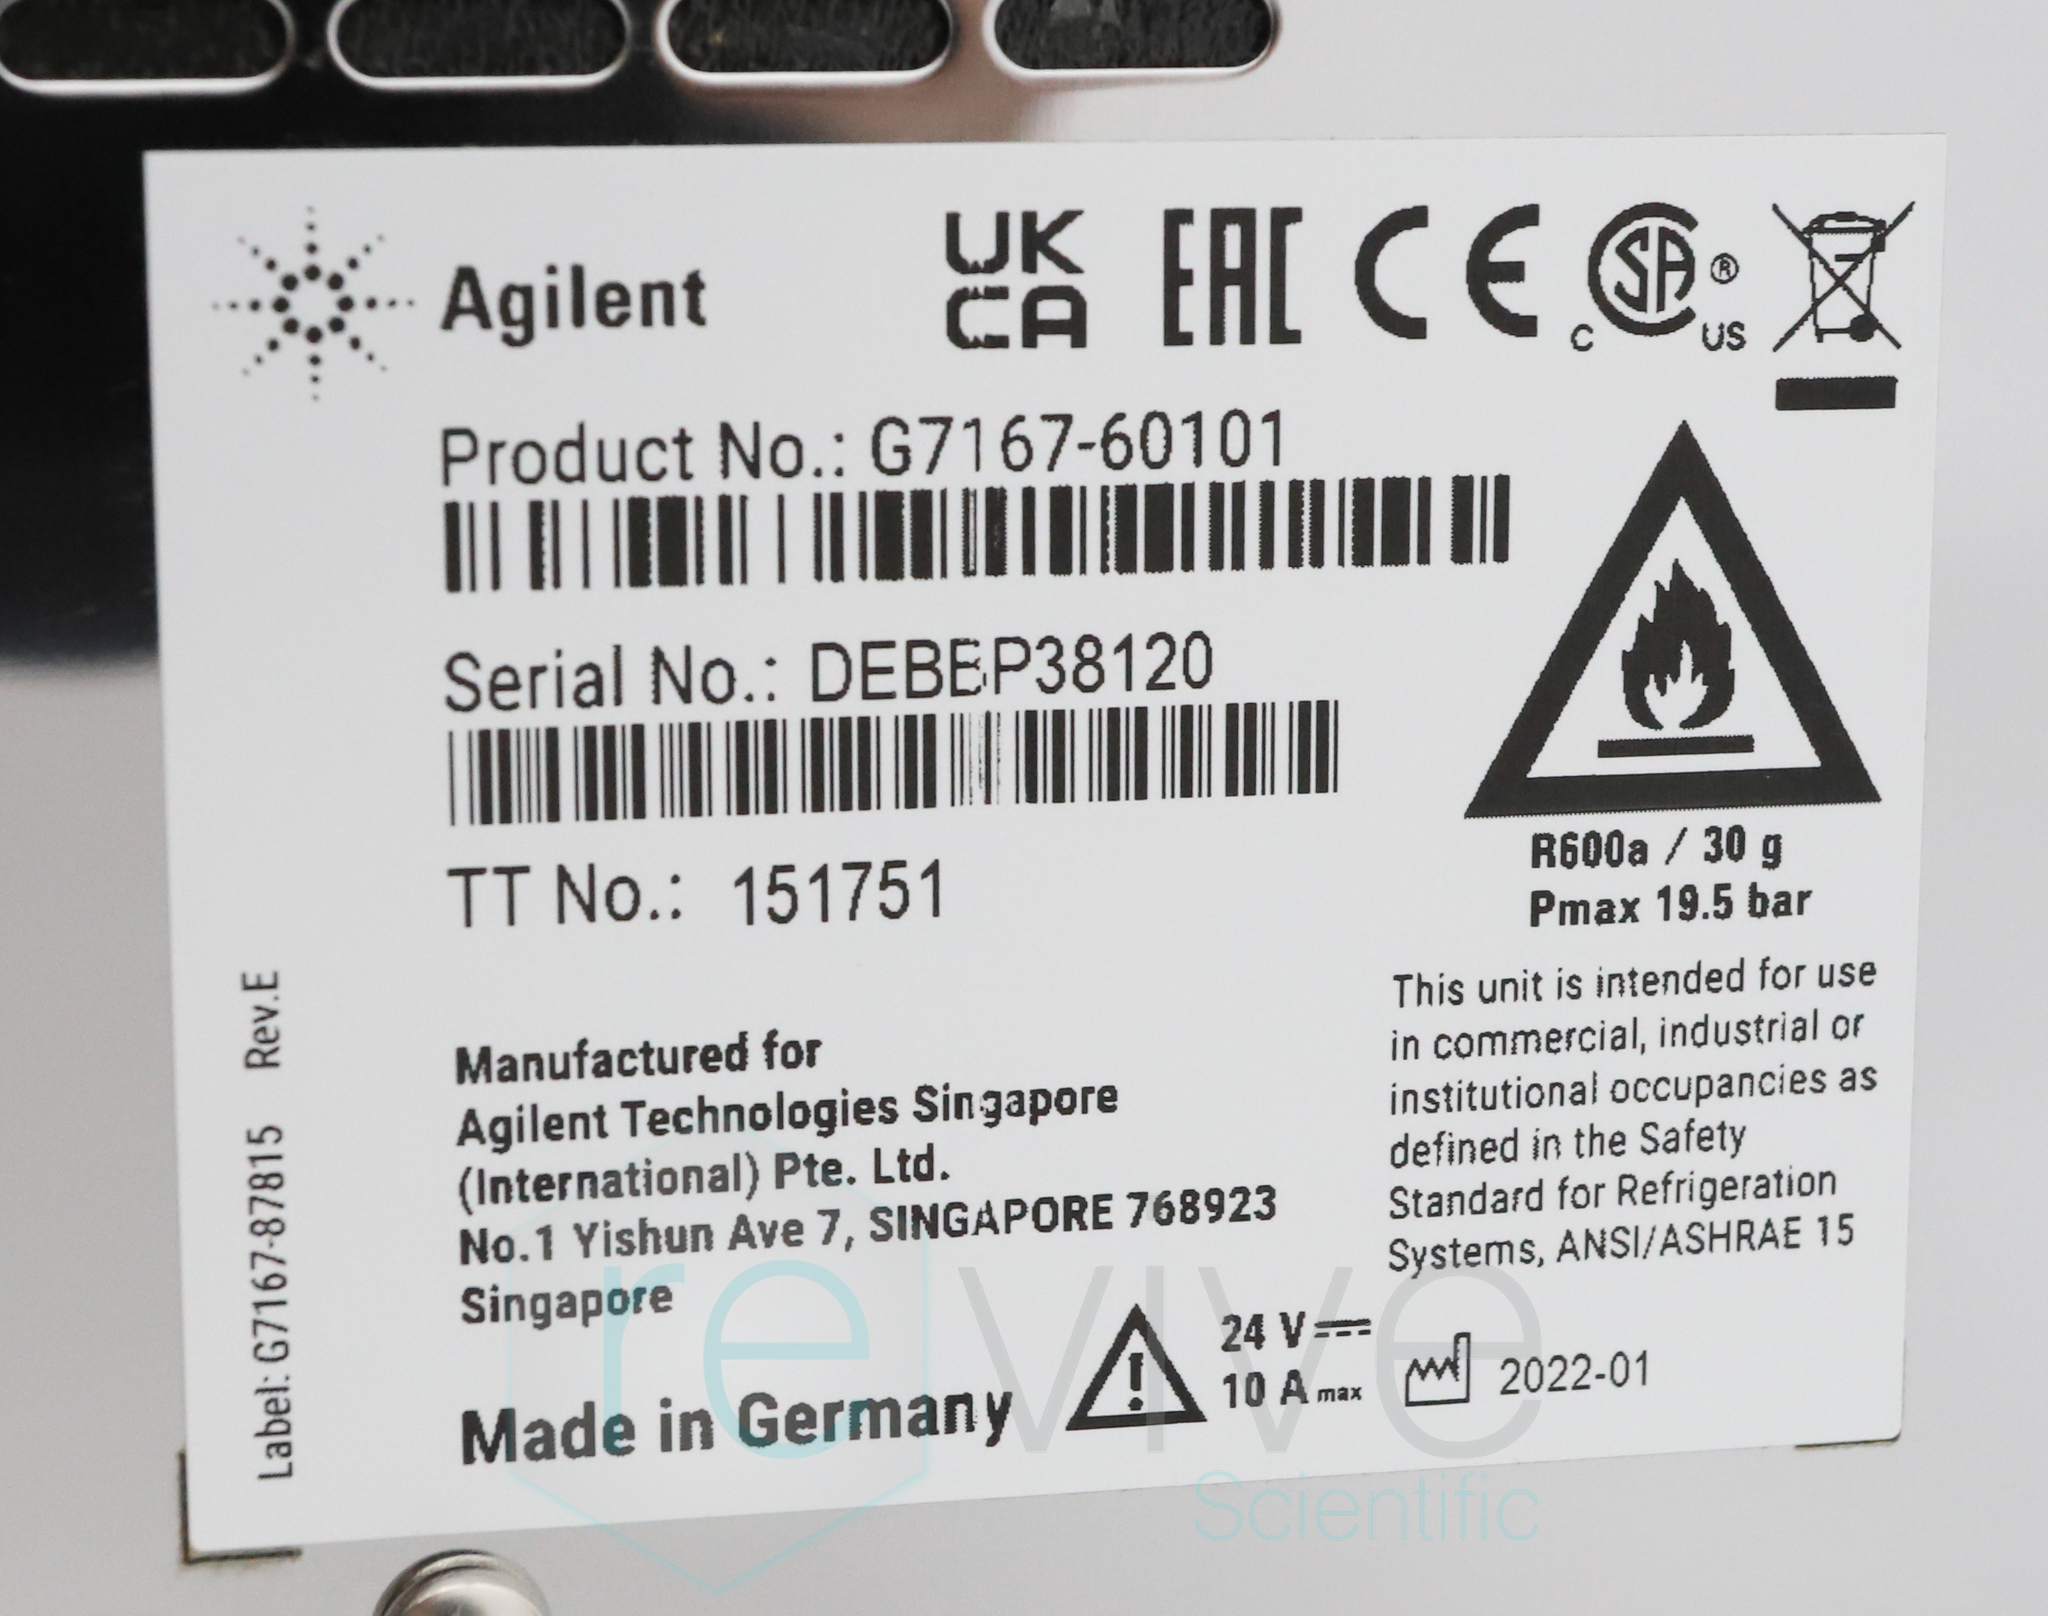 Agilent
UK
CA
EAC
CE
C SA ® US
Product No.: G7167-60101
Serial No.: DEBEP38120
TT No.: 151751
R600a / 30 g
Pmax 19.5 bar
This unit is intended for use
in commercial, industrial or
institutional occupancies as
defined in the Safety
Standard for Refrigeration
Systems, ANSI/ASHRAE 15
Manufactured for
Agilent Technologies Singapore
(International) Pte. Ltd.
No.1 Yishun Ave 7, SINGAPORE 768923
Singapore
Made in Germany
24 V
10 A max
2022-01
Label: G7167-87815 Rev.E
revive
Scientific